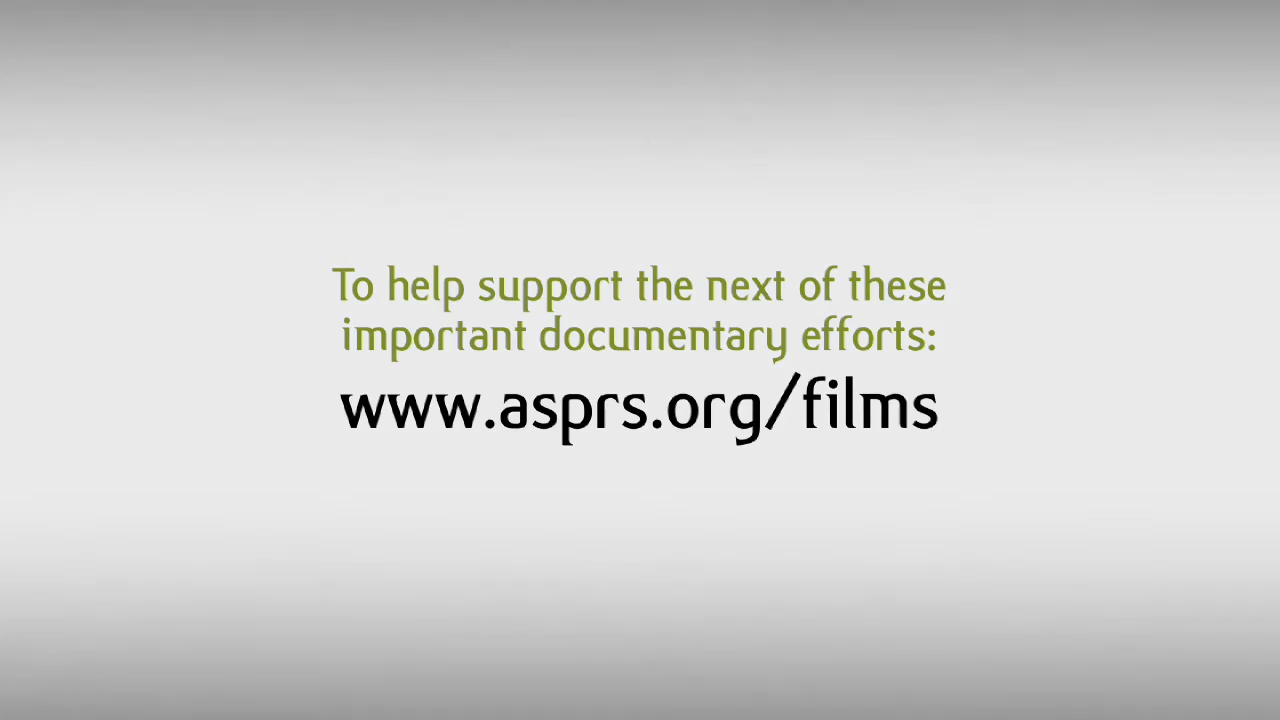 To help support the next of these
important documentary efforts:
www.asprs.org/films